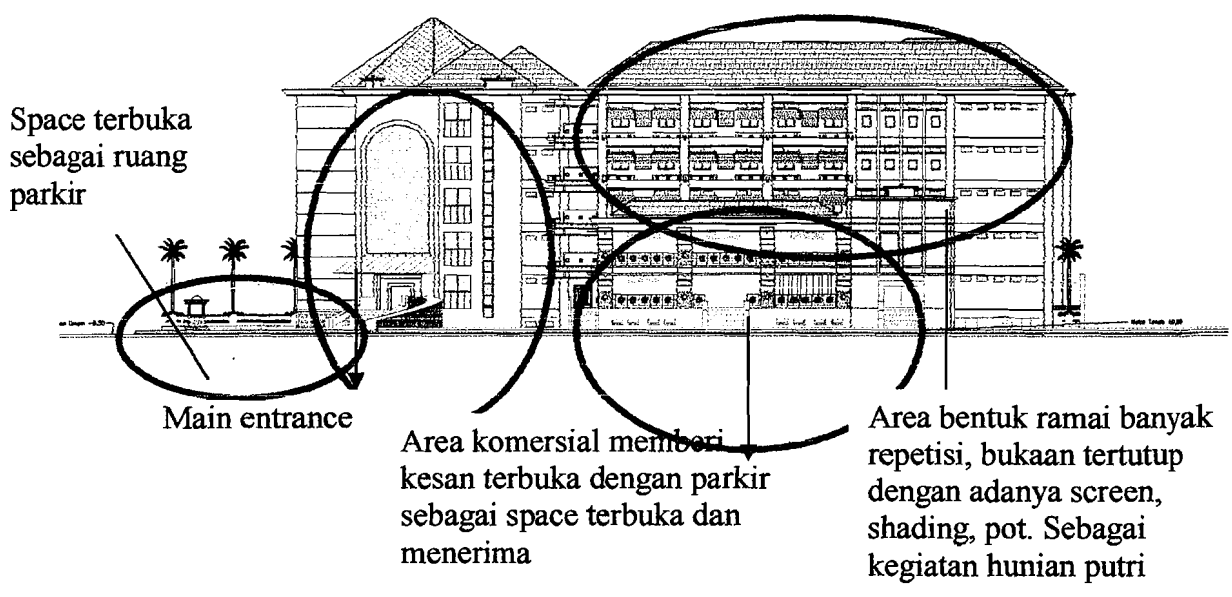 Space terbuka
sebagai ruang
parkir
Main entrance
Area komersial memberi
kesan terbuka dengan parkir
sebagai space terbuka dan
menerima
Area bentuk ramai banyak
repetisi, bukaan tertutup
dengan adanya screen,
shading, pot. Sebagai
kegiatan hunian putri